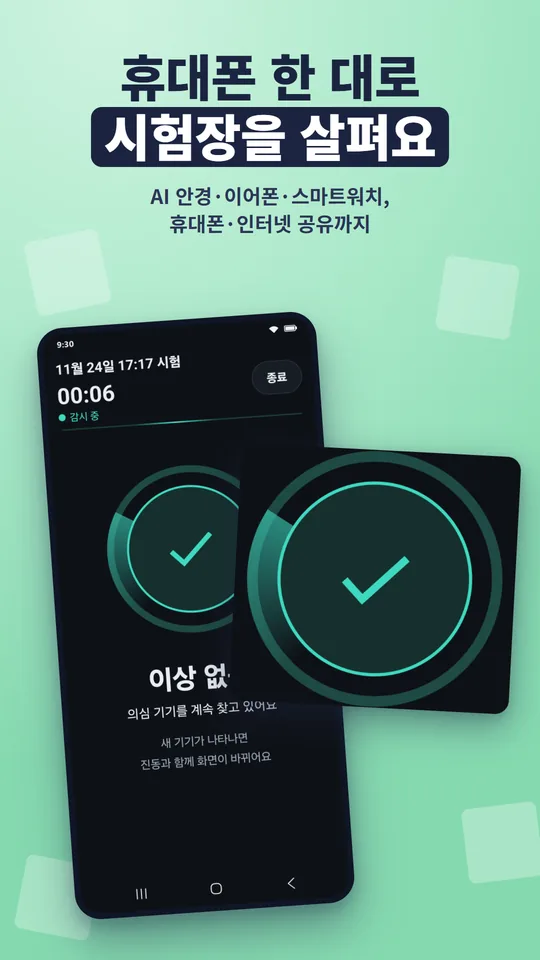 휴대폰 한 대로
시험장을 살펴요
AI 안경·이어폰·스마트워치,
휴대폰·인터넷 공유까지
9:30
11월 24일 17:17 시험
00:06
종료
감시 중
이상 없
의심 기기를 계속 찾고 있어요
새 기기가 나타나면
진동과 함께 화면이 바뀌어요